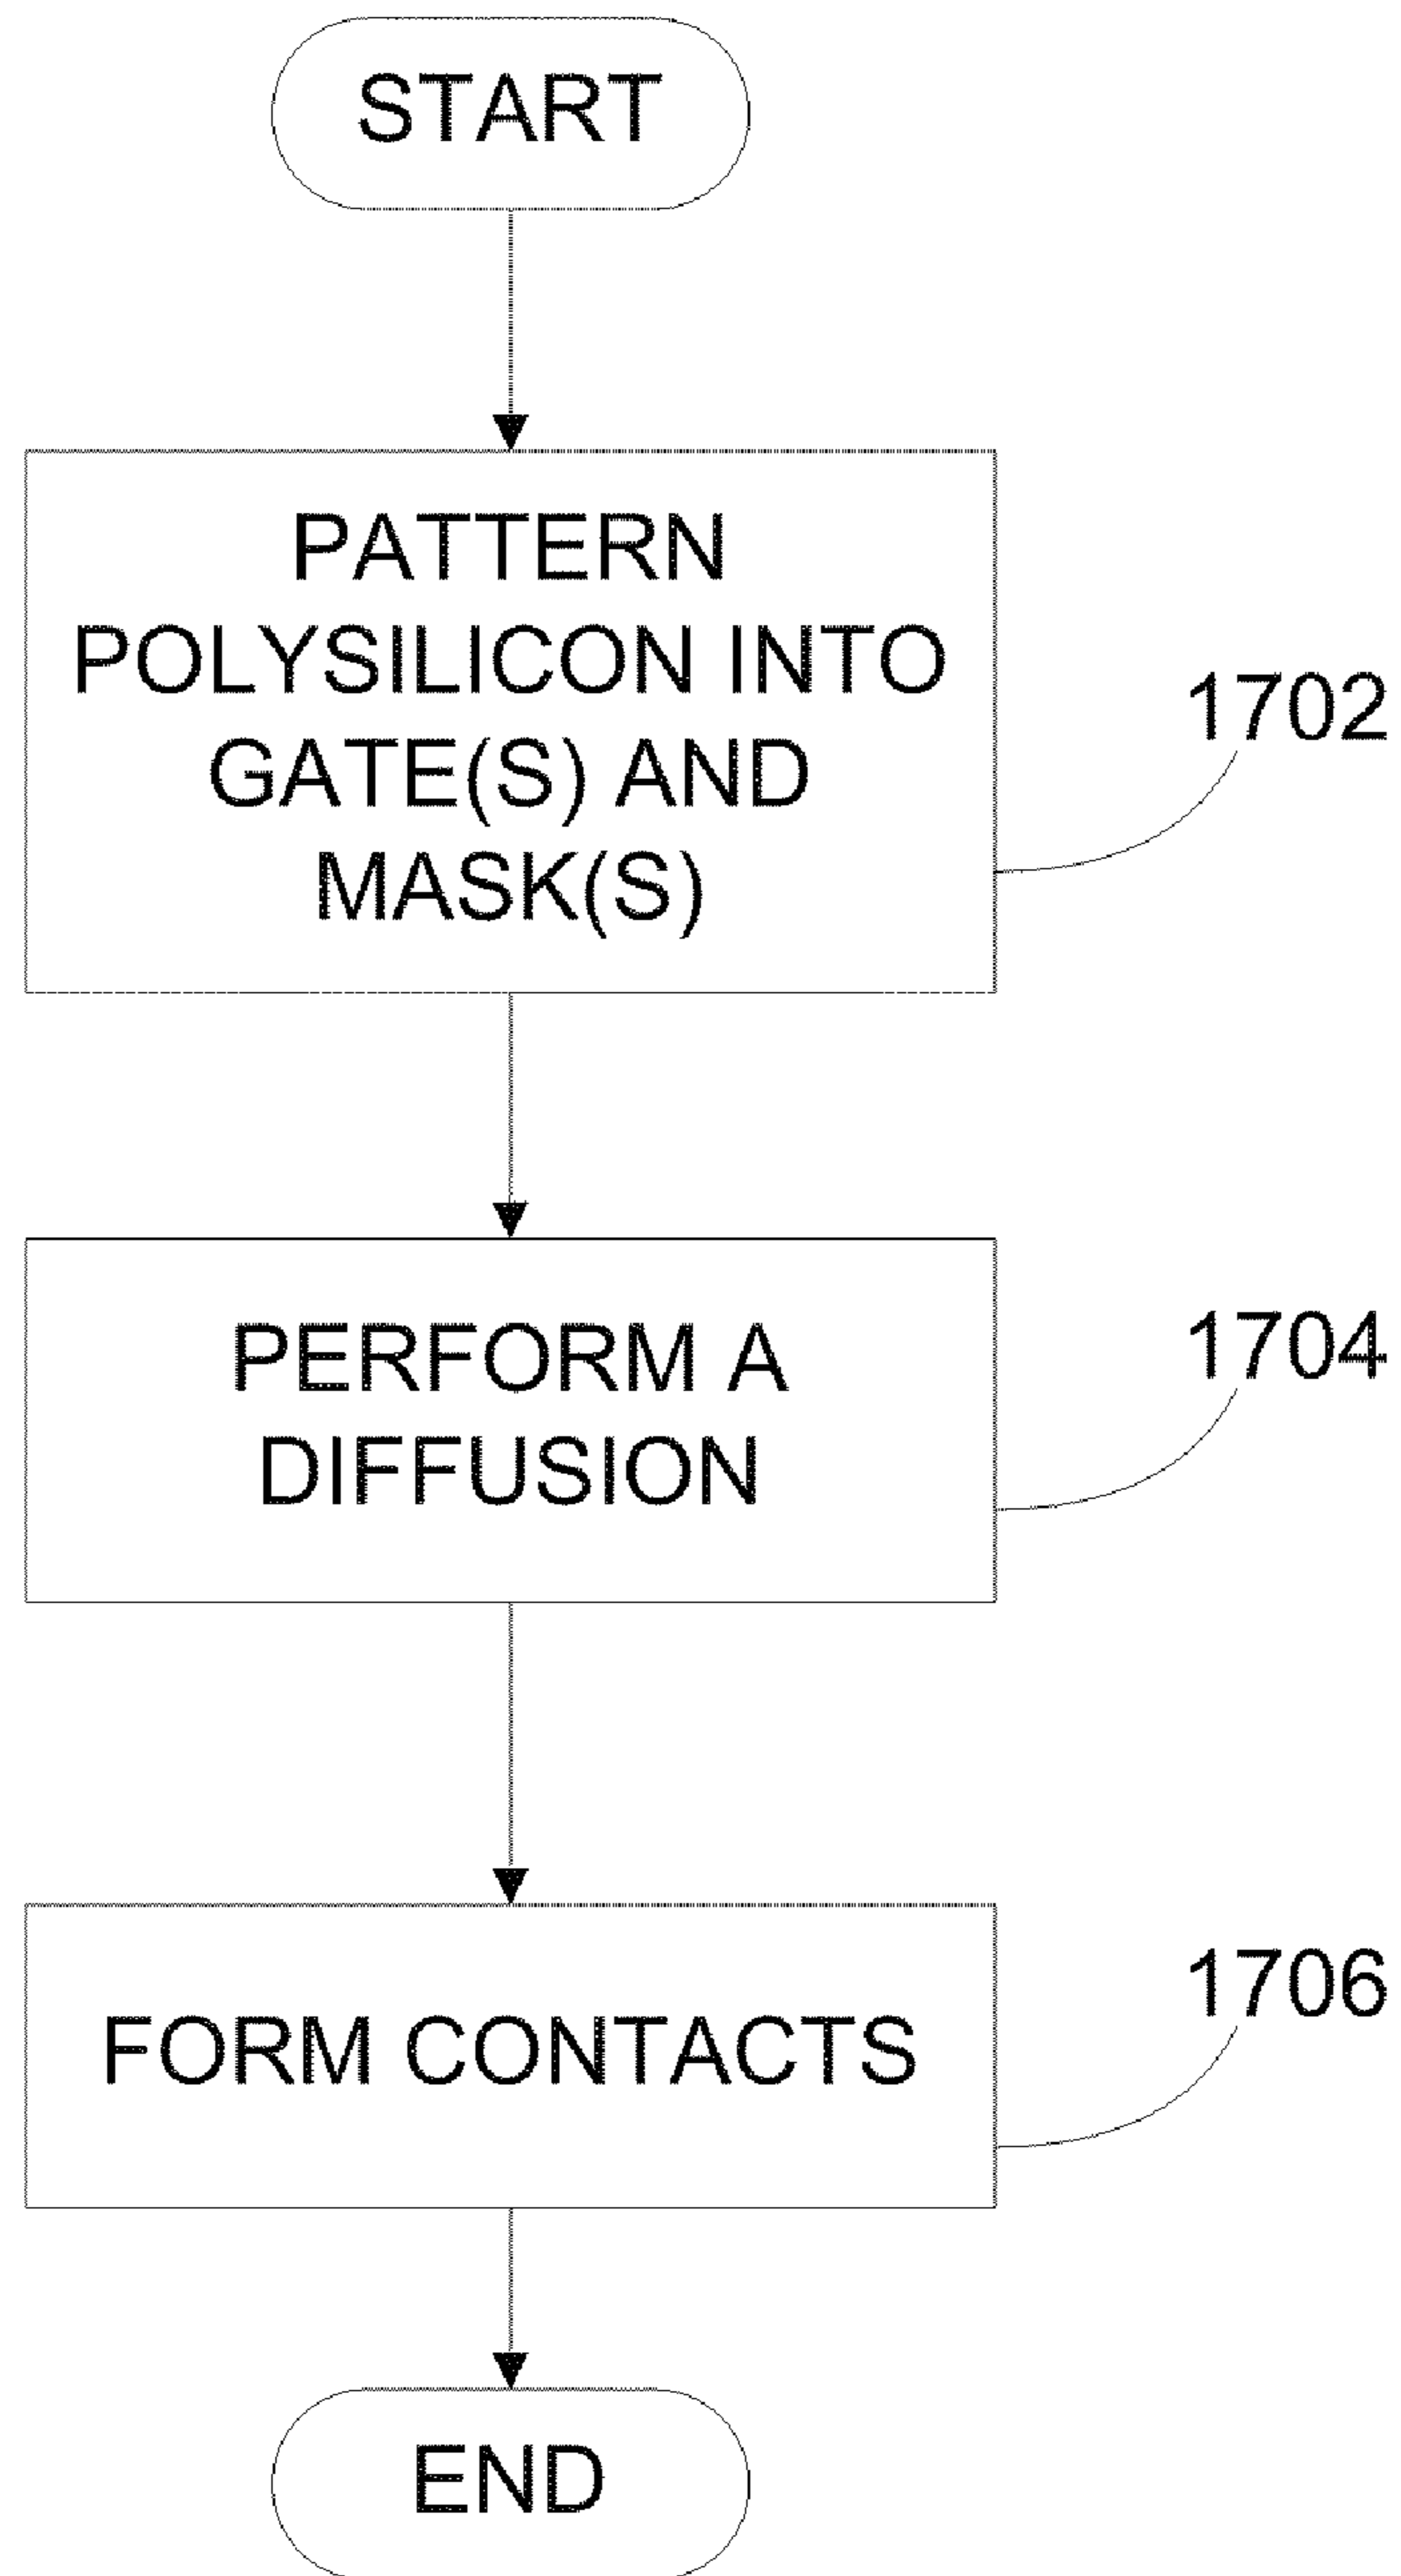 START
PATTERN
POLYSILICON INTO
GATE(S) AND
MASK(S)
1702
PERFORM A
DIFFUSION
1704
FORM CONTACTS
1706
END